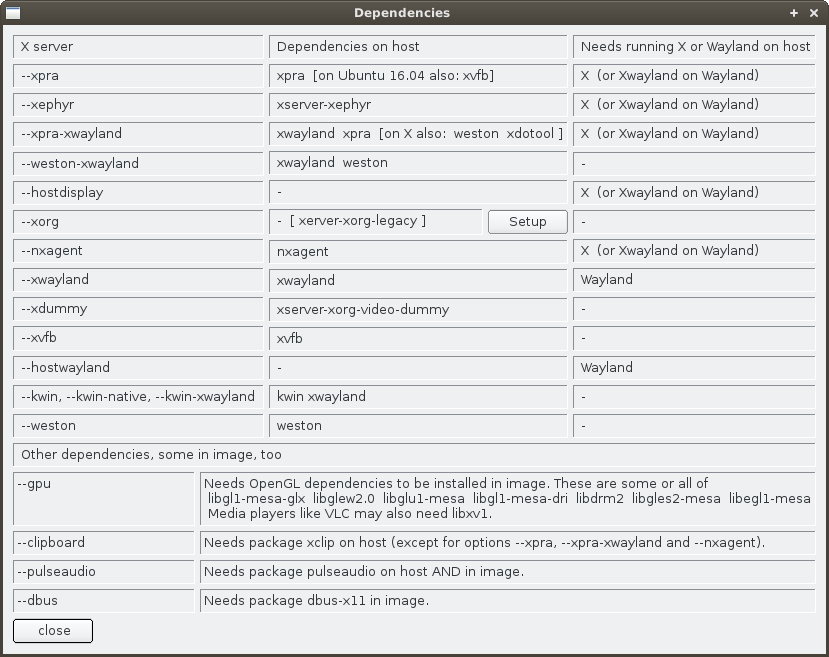 Dependencies
X server Dependencies on host Needs running X or Wayland on host
--xpra xpra [on Ubuntu 16.04 also: xvfb] X (or Xwayland on Wayland)
--xephyr xserver-xephyr X (or Xwayland on Wayland)
--xpra-xwayland xwayland xpra [on X also: weston xdotool ] X (or Xwayland on Wayland)
--weston-xwayland xwayland weston -
--hostdisplay - X (or Xwayland on Wayland)
--xorg - [ xerver-xorg-legacy ] Setup -
--nxagent nxagent X (or Xwayland on Wayland)
--xwayland xwayland Wayland
--xdummy xserver-xorg-video-dummy -
--xvfb xvfb -
--hostwayland - Wayland
--kwin, --kwin-native, --kwin-xwayland kwin xwayland -
--weston weston -
Other dependencies, some in image, too
--gpu Needs OpenGL dependencies to be installed in image. These are some or all of
libgl1-mesa-glx libglew2.0 libglu1-mesa libgl1-mesa-dri libdrm2 libgles2-mesa libegl1-mesa
Media players like VLC may also need libxv1.
--clipboard Needs package xclip on host (except for options --xpra, --xpra-xwayland and --nxagent).
--pulseaudio Needs package pulseaudio on host AND in image.
--dbus Needs package dbus-x11 in image.
close